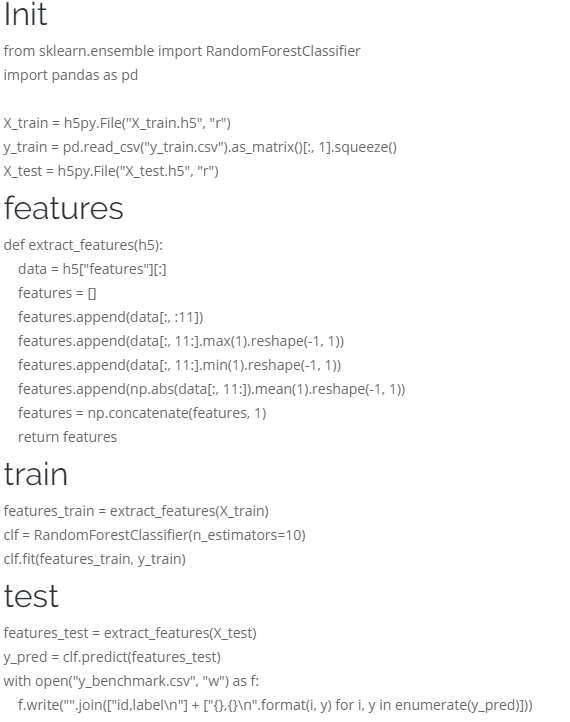 Init
from sklearn.ensemble import RandomForestClassifier
import pandas as pd
X_train = h5py.File("X_train.h5", "r")
y_train = pd.read_csv("y_train.csv").as_matrix()[:, 1].squeeze()
X_test = h5py.File("X_test.h5", "r")
features
def extract_features(h5):
    data = h5["features"][:]
    features = []
    features.append(data[:, :11])
    features.append(data[:, 11:].max(1).reshape(-1, 1))
    features.append(data[:, 11:].min(1).reshape(-1, 1))
    features.append(np.abs(data[:, 11:]).mean(1).reshape(-1, 1))
    features = np.concatenate(features, 1)
    return features
train
features_train = extract_features(X_train)
clf = RandomForestClassifier(n_estimators=10)
clf.fit(features_train, y_train)
test
features_test = extract_features(X_test)
y_pred = clf.predict(features_test)
with open("y_benchmark.csv", "w") as f:
    f.write("".join(["id,label\n"] + ["{},{}\n".format(i, y) for i, y in enumerate(y_pred)]))